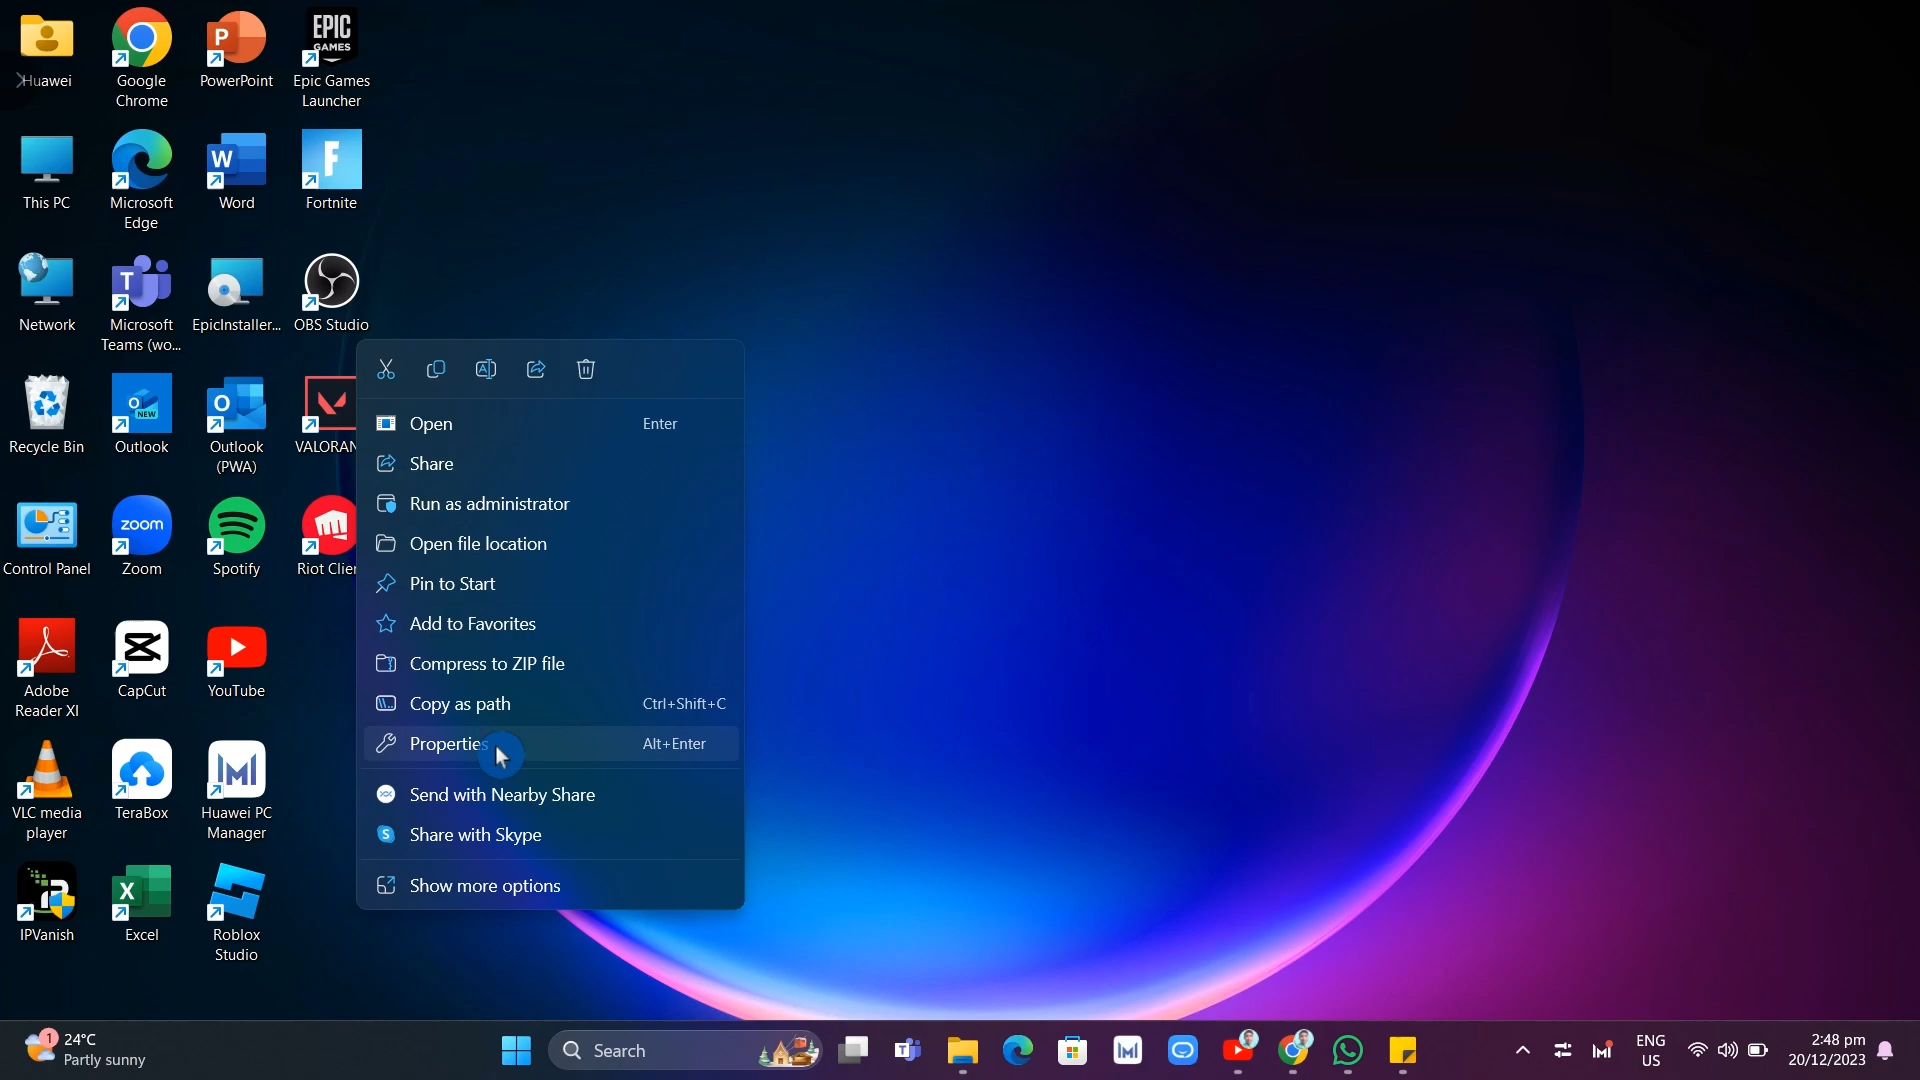 Huawei
Google
Chrome
PowerPoint
EPIC
GAMES
Epic Games
Launcher
This PC
Microsoft
Edge
W
Word
F
Fortnite
Network
T
Microsoft
Teams (wo...
EpicInstaller...
OBS Studio
Recycle Bin
O
NEW
Outlook
O
Outlook
(PWA)
VALORAN
Control Panel
zoom
Zoom
Spotify
Riot Clien
Adobe
Reader XI
CapCut
YouTube
VLC media
player
TeraBox
Huawei PC
Manager
IPVanish
X
Excel
Roblox
Studio
P
Open Enter
Share
Run as administrator
Open file location
Pin to Start
Add to Favorites
Compress to ZIP file
Copy as path Ctrl+Shift+C
Properties Alt+Enter
Send with Nearby Share
S
Share with Skype
Show more options
1
24°C
Partly sunny
Search
ENG
US
2:48 pm
20/12/2023